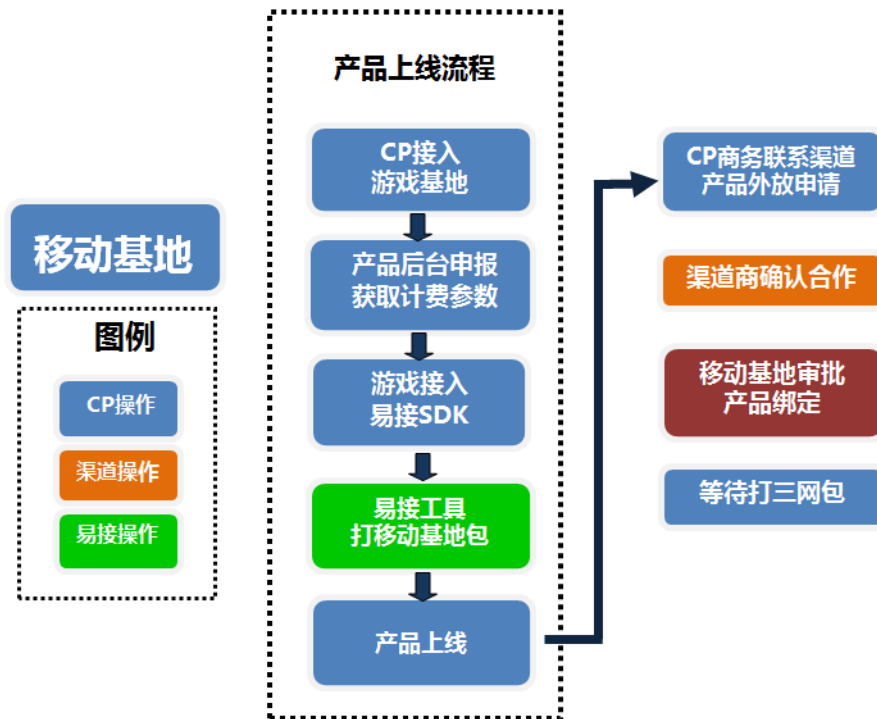 移动基地
图例
CP操作
渠道操作
易接操作
产品上线流程
CP接入
游戏基地
产品后台申报
获取计费参数
游戏接入
易接SDK
易接工具
打移动基地包
产品上线
CP商务联系渠道
产品外放申请
渠道商确认合作
移动基地审批
产品绑定
等待打三网包